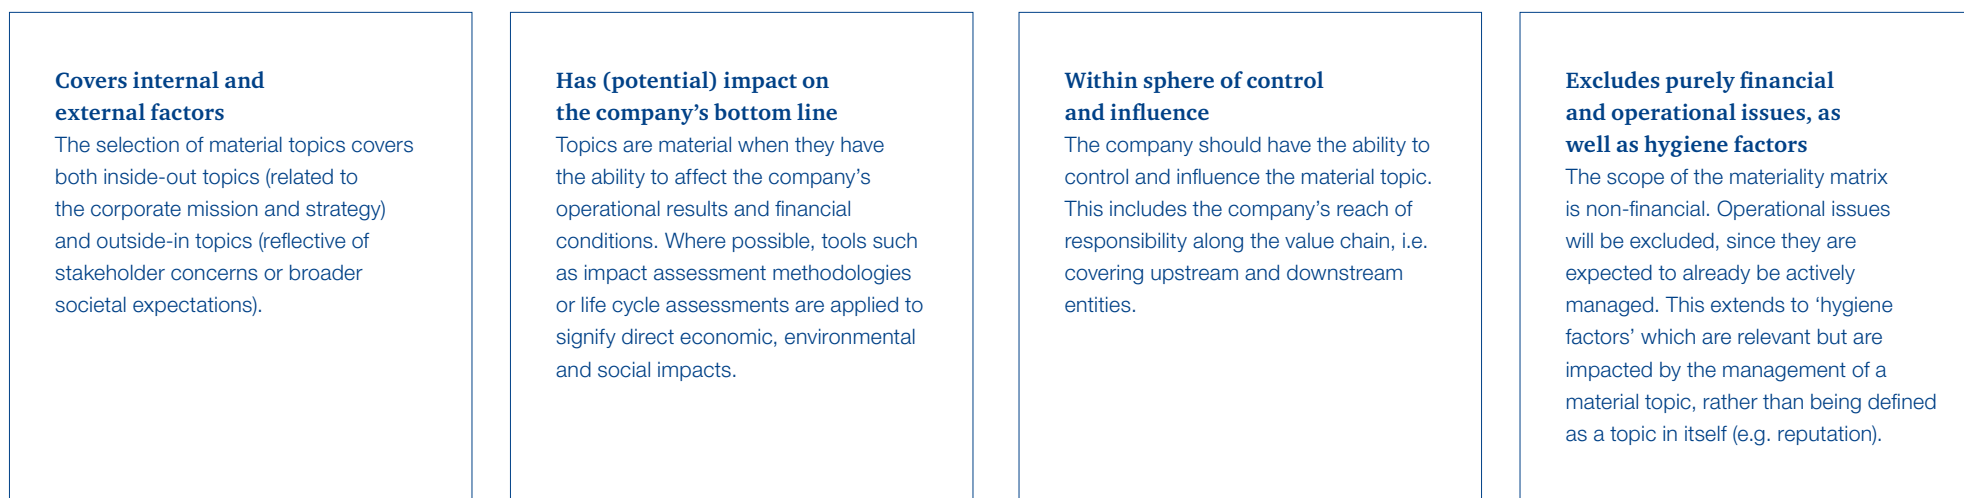 Covers internal and
external factors
The selection of material topics covers
both inside-out topics (related to
the corporate mission and strategy)
and outside-in topics (reflective of
stakeholder concerns or broader
societal expectations).
Has (potential) impact on
the company’s bottom line
Topics are material when they have
the ability to affect the company’s
operational results and financial
conditions. Where possible, tools such
as impact assessment methodologies
or life cycle assessments are applied to
signify direct economic, environmental
and social impacts.
Within sphere of control
and influence
The company should have the ability to
control and influence the material topic.
This includes the company’s reach of
responsibility along the value chain, i.e.
covering upstream and downstream
entities.
Excludes purely financial
and operational issues, as
well as hygiene factors
The scope of the materiality matrix
is non-financial. Operational issues
will be excluded, since they are
expected to already be actively
managed. This extends to ‘hygiene
factors’ which are relevant but are
impacted by the management of a
material topic, rather than being defined
as a topic in itself (e.g. reputation).